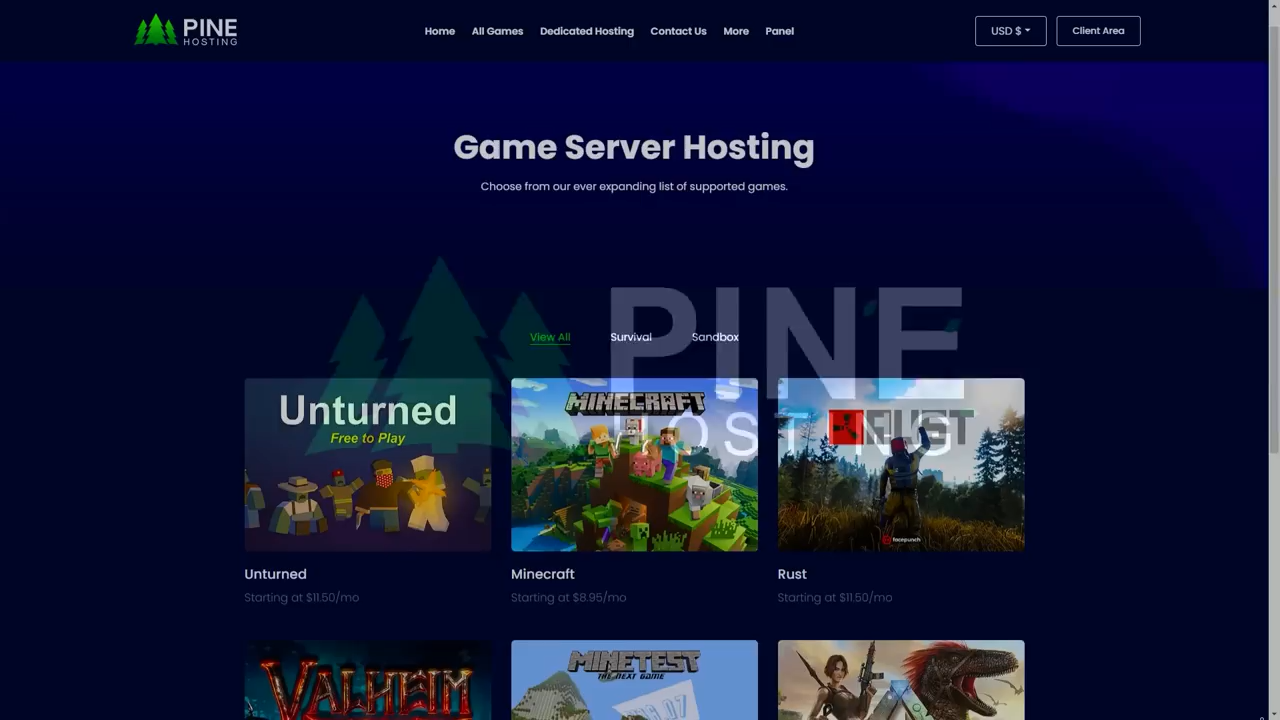 PINE
HOSTING
Home
All Games
Dedicated Hosting
Contact Us
More
Panel
USD $
Client Area
Game Server Hosting
Choose from our ever expanding list of supported games.
PINE
HOSTING
View All
Survival
Sandbox
Unturned
Free to Play
MINECRAFT
RUST
facepunch
Unturned
Minecraft
Rust
Starting at $11.50/mo
Starting at $8.95/mo
Starting at $11.50/mo
VALHEIM
MINETEST
THE NEXT GAME